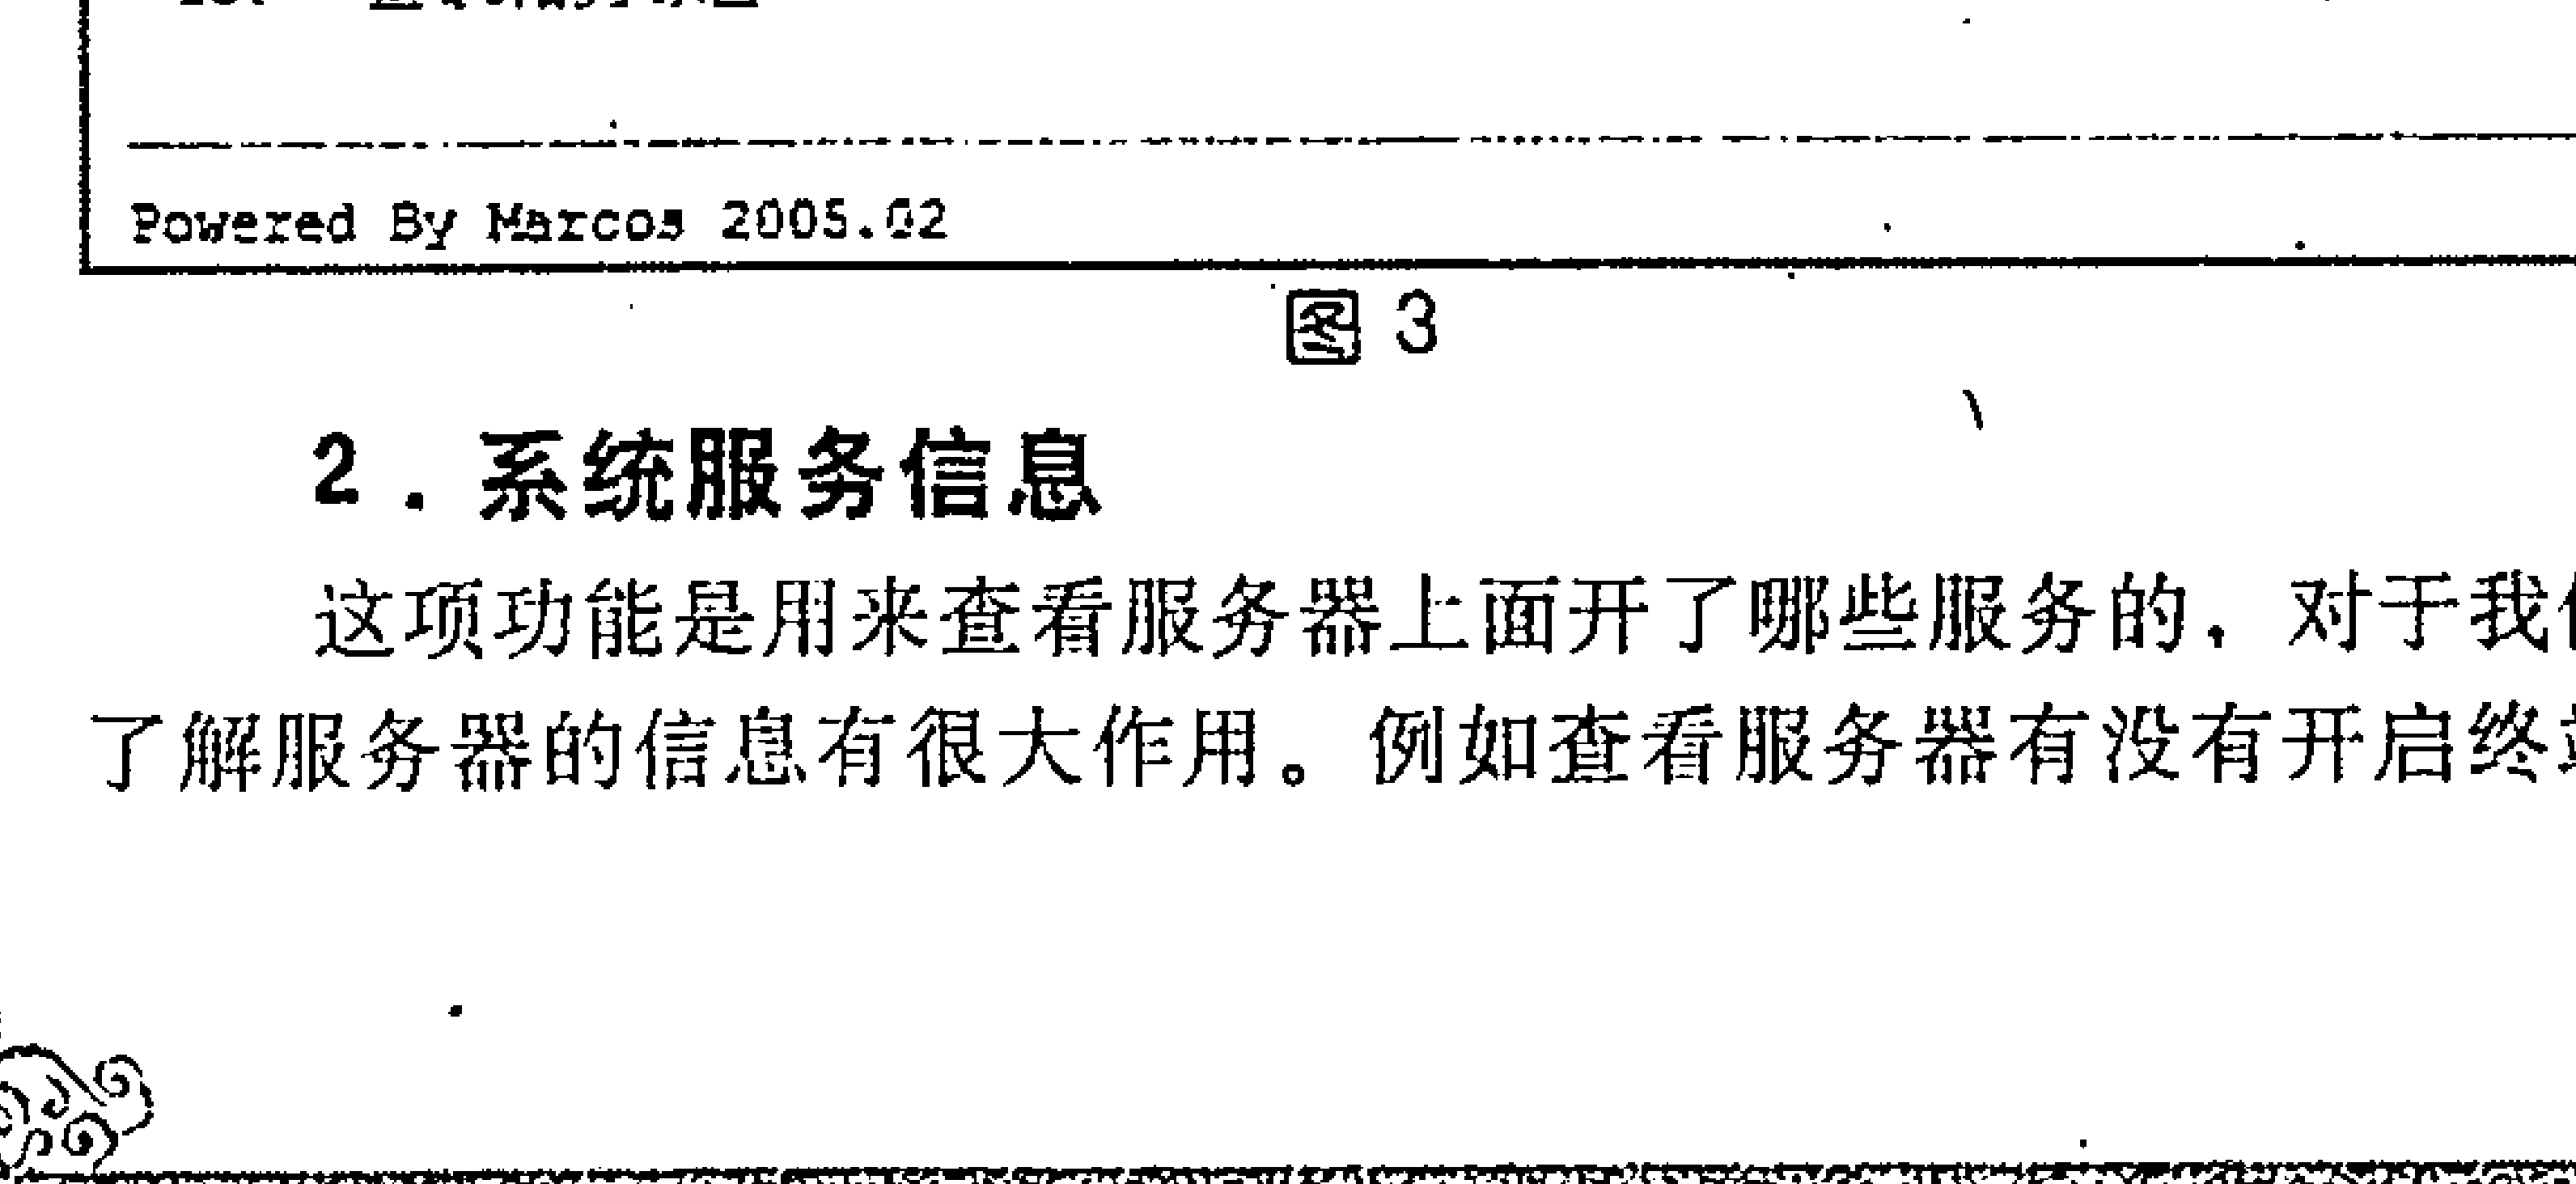 Powered By Marcos 2005.02
图 3
2．系统服务信息
这项功能是用来查看服务器上面开了哪些服务的，对于我
了解服务器的信息有很大作用。例如查看服务器有没有开启终